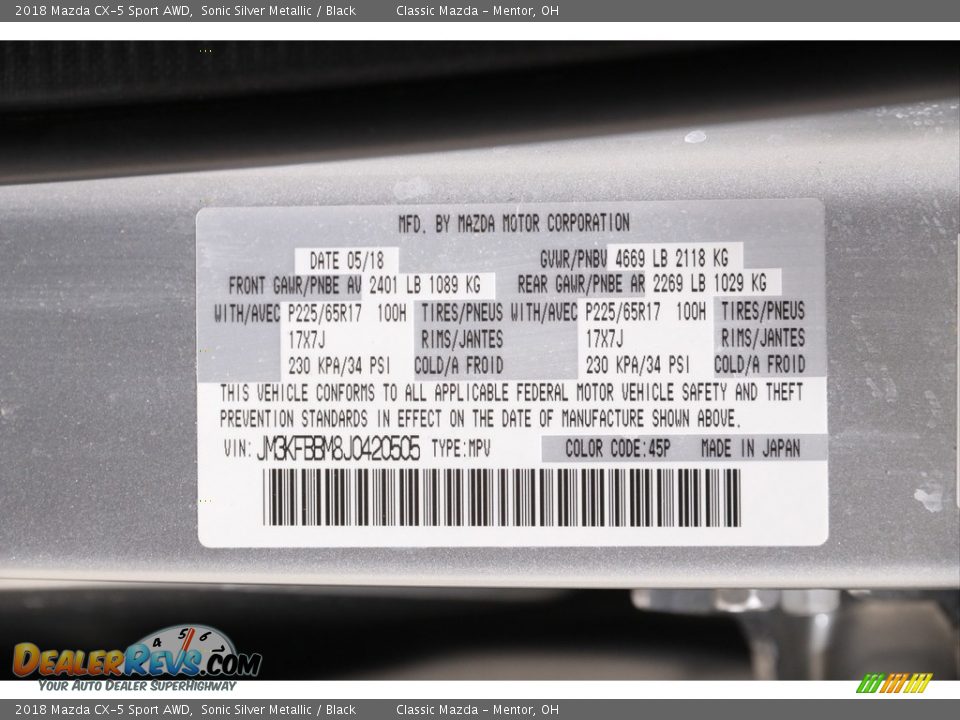 2018 Mazda CX-5 Sport AWD, Sonic Silver Metallic / Black Classic Mazda - Mentor, OH
MFD. BY MAZDA MOTOR CORPORATION
DATE 05/18 GVWR/PNBV 4669 LB 2118 KG
FRONT GAWR/PNBE AV 2401 LB 1089 KG REAR GAWR/PNBE AR 2269 LB 1029 KG
WITH/AVEC P225/65R17 100H TIRES/PNEUS WITH/AVEC P225/65R17 100H TIRES/PNEUS
17X7J RIMS/JANTES 17X7J RIMS/JANTES
230 KPA/34 PSI COLD/A FROID 230 KPA/34 PSI COLD/A FROID
THIS VEHICLE CONFORMS TO ALL APPLICABLE FEDERAL MOTOR VEHICLE SAFETY AND THEFT
PREVENTION STANDARDS IN EFFECT ON THE DATE OF MANUFACTURE SHOWN ABOVE.
VIN: JM3KFBBM8J0420505 TYPE:MPV COLOR CODE:45P MADE IN JAPAN
4 5 6
DEALERREVS.COM
YOUR AUTO DEALER SUPERHIGHWAY
2018 Mazda CX-5 Sport AWD, Sonic Silver Metallic / Black Classic Mazda - Mentor, OH